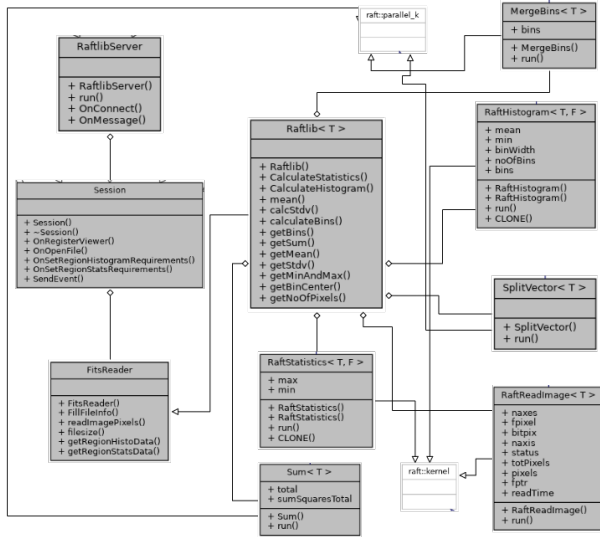 raft::parallel_k
MergeBins< T >
+ bins
+ MergeBins()
+ run()
RaftlibServer
+ RaftlibServer()
+ run()
+ OnConnect()
+ OnMessage()
Raftlib< T >
+ Raftlib()
+ CalculateStatistics()
+ CalculateHistogram()
+ mean()
+ calcStdv()
+ calculateBins()
+ getBins()
+ getSum()
+ getMean()
+ getStdv()
+ getMinAndMax()
+ getBinCenter()
+ getNoOfPixels()
RaftHistogram< T, F >
+ mean
+ min
+ binWidth
+ noOfBins
+ bins
+ RaftHistogram()
+ RaftHistogram()
+ run()
+ CLONE()
Session
+ Session()
+ ~Session()
+ OnRegisterViewer()
+ OnOpenFile()
+ OnSetRegionHistogramRequirements()
+ OnSetRegionStatsRequirements()
+ SendEvent()
SplitVector< T >
+ SplitVector()
+ run()
FitsReader
+ FitsReader()
+ FillFileInfo()
+ readImagePixels()
+ filesize()
+ getRegionHistoData()
+ getRegionStatsData()
RaftStatistics< T, F >
+ max
+ min
+ RaftStatistics()
+ RaftStatistics()
+ run()
+ CLONE()
RaftReadImage< T >
+ naxes
+ fpixel
+ bitpix
+ naxis
+ status
+ totPixels
+ pixels
+ fptr
+ readTime
+ RaftReadImage()
+ run()
raft::kernel
Sum< T >
+ total
+ sumSquaresTotal
+ Sum()
+ run()